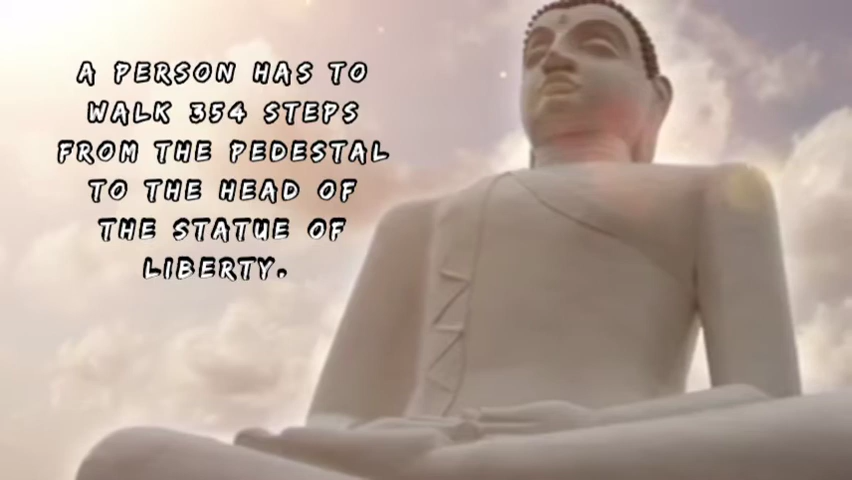 A PERSON HAS TO
WALK 354 STEPS
FROM THE PEDESTAL
TO THE HEAD OF
THE STATUE OF
LIBERTY.